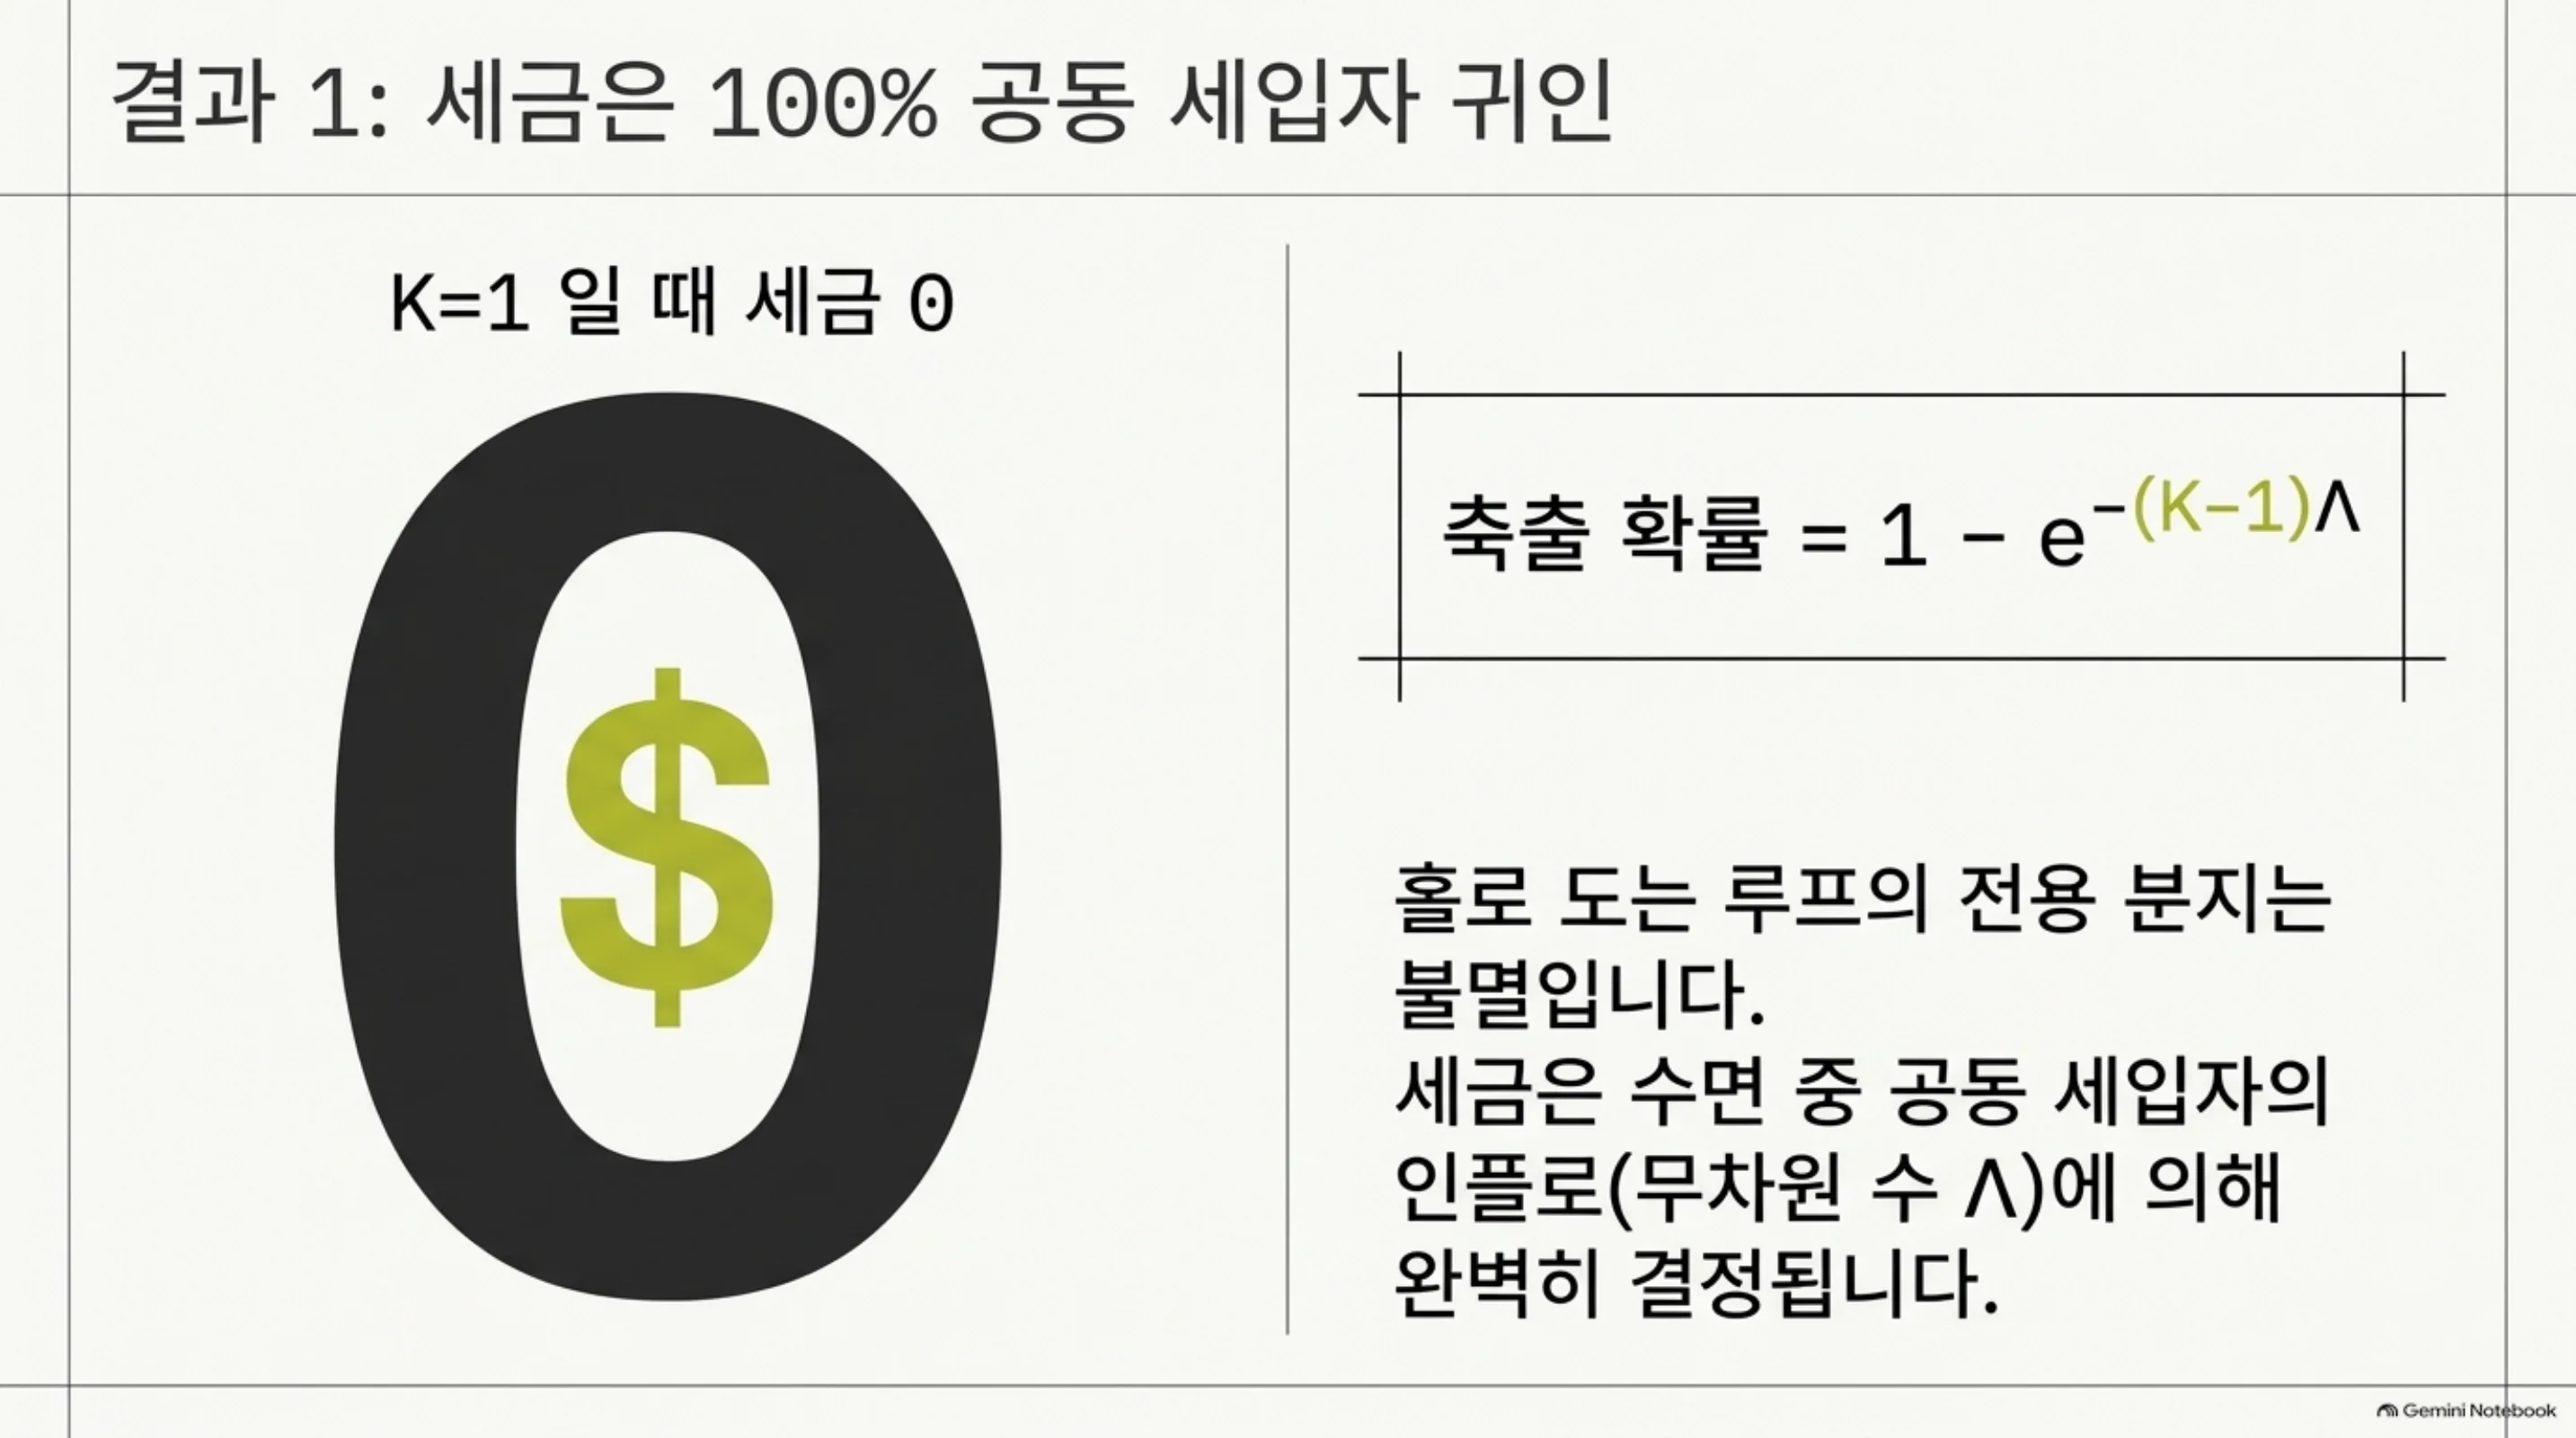 결과 1: 세금은 100% 공동 세입자 귀인
K=1 일 때 세금 0
0
$
축출 확률 = 1 − e^−(K−1)Λ
홀로 도는 루프의 전용 분지는
불멸입니다.
세금은 수면 중 공동 세입자의
인플로(무차원 수 Λ)에 의해
완벽히 결정됩니다.
Gemini Notebook